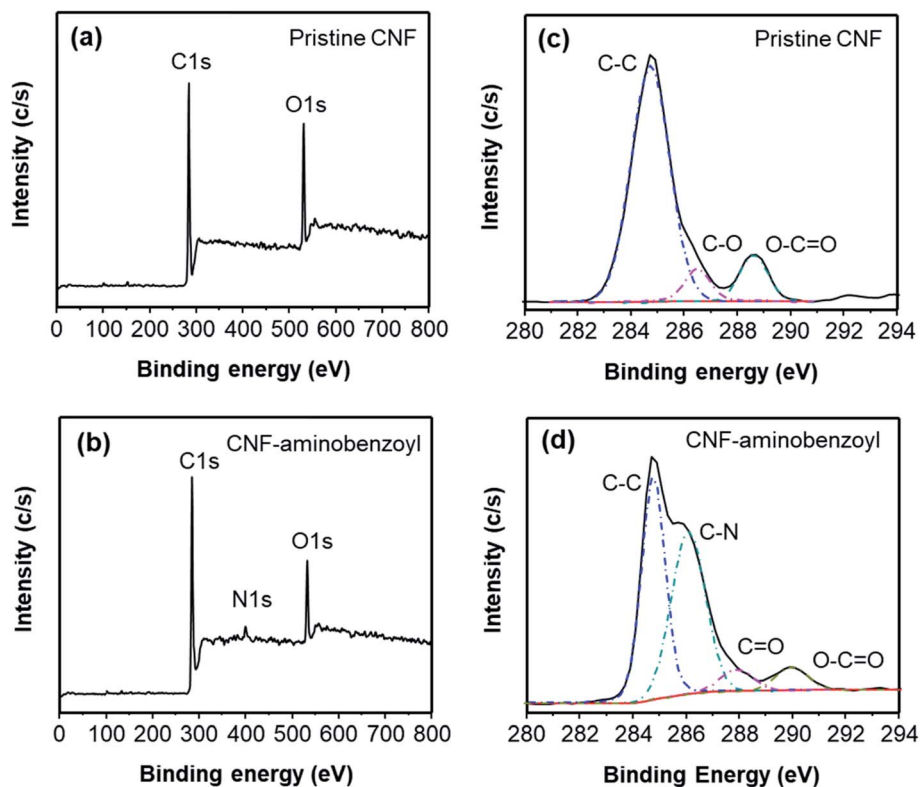 (a)
Pristine CNF
C1s
O1s
Intensity (c/s)
0 100 200 300 400 500 600 700 800
Binding energy (eV)
(c)
Pristine CNF
C-C
C-O
O-C=O
Intensity (c/s)
280 282 284 286 288 290 292 294
Binding energy (eV)
(b)
CNF-aminobenzoyl
C1s
N1s
O1s
Intensity (c/s)
0 100 200 300 400 500 600 700 800
Binding energy (eV)
(d)
CNF-aminobenzoyl
C-C
C-N
C=O
O-C=O
Intensity (c/s)
280 282 284 286 288 290 292 294
Binding Energy (eV)